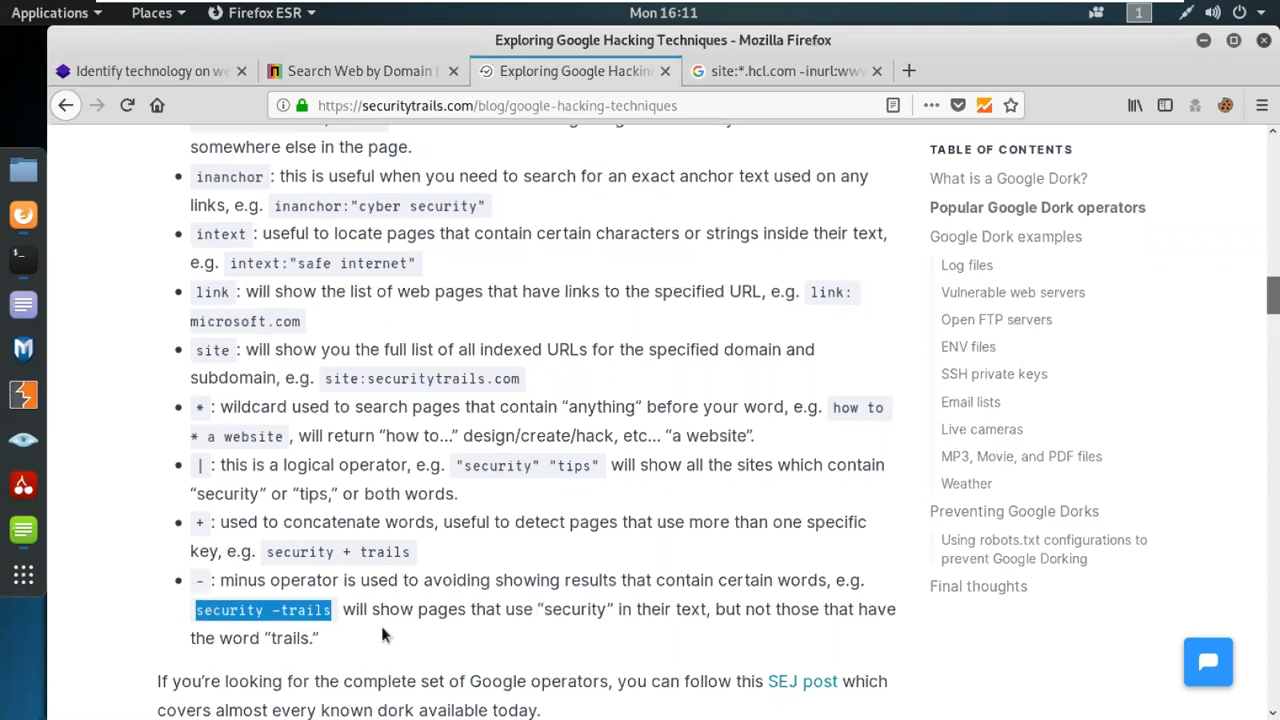 Applications Places Firefox ESR Mon 16:11 1
Exploring Google Hacking Techniques - Mozilla Firefox
Identify technology on we Search Web by Domain | Exploring Google Hackin site:*.hcl.com -inurl:ww
https://securitytrails.com/blog/google-hacking-techniques
somewhere else in the page.
inanchor : this is useful when you need to search for an exact anchor text used on any
links, e.g. inanchor:"cyber security"
intext : useful to locate pages that contain certain characters or strings inside their text,
e.g. intext:"safe internet"
link : will show the list of web pages that have links to the specified URL, e.g. link:
microsoft.com
site : will show you the full list of all indexed URLs for the specified domain and
subdomain, e.g. site:securitytrails.com
* : wildcard used to search pages that contain “anything” before your word, e.g. how to
* a website , will return “how to…” design/create/hack, etc… “a website”.
| : this is a logical operator, e.g. "security" "tips" will show all the sites which contain
“security” or “tips,” or both words.
+ : used to concatenate words, useful to detect pages that use more than one specific
key, e.g. security + trails
- : minus operator is used to avoiding showing results that contain certain words, e.g.
security -trails will show pages that use “security” in their text, but not those that have
the word “trails.”
If you’re looking for the complete set of Google operators, you can follow this SEJ post which
covers almost every known dork available today.
TABLE OF CONTENTS
What is a Google Dork?
Popular Google Dork operators
Google Dork examples
Log files
Vulnerable web servers
Open FTP servers
ENV files
SSH private keys
Email lists
Live cameras
MP3, Movie, and PDF files
Weather
Preventing Google Dorks
Using robots.txt configurations to
prevent Google Dorking
Final thoughts